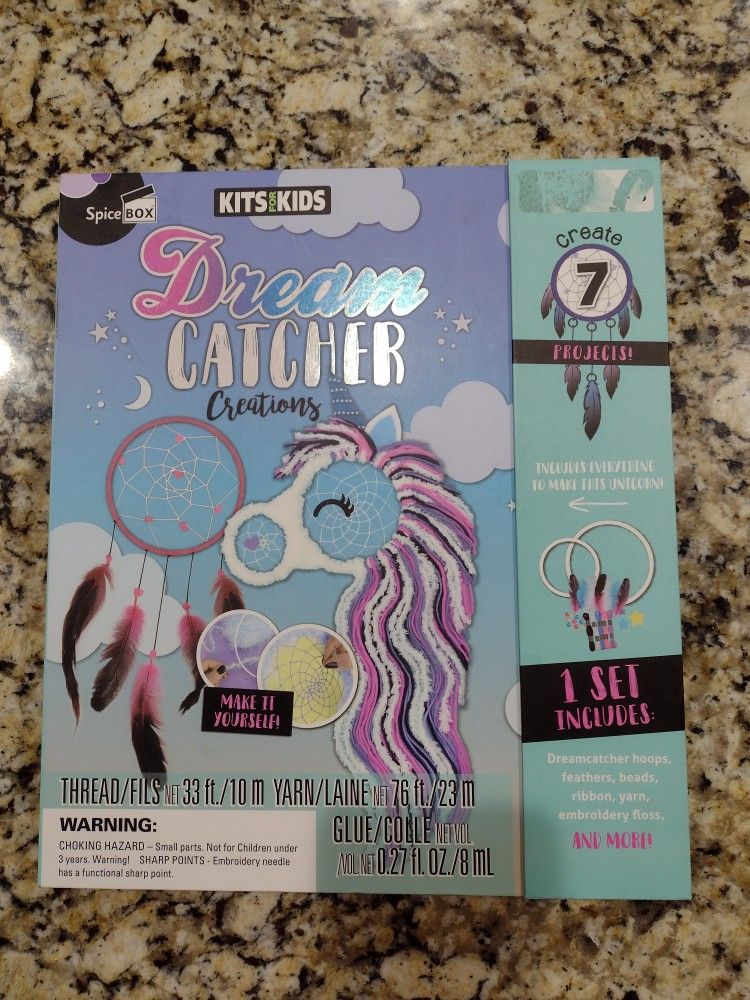 Spice BOX
KITS FOR KIDS
Dream
CATCHER
Creations
MAKE IT
YOURSELF!
THREAD/FILS NET 33 ft./10 m YARN/LAINE NET 76 ft./23 m
GLUE/COLLE NET VOL
/VOL. NET 0.27 fl. OZ./8 mL
WARNING:
CHOKING HAZARD – Small parts. Not for Children under
3 years. Warning! SHARP POINTS - Embroidery needle
has a functional sharp point.
Create
7
PROJECTS!
INCLUDES EVERYTHING
TO MAKE THIS UNICORN!
1 SET
INCLUDES:
Dreamcatcher hoops,
feathers, beads,
ribbon, yarn,
embroidery floss,
AND MORE!